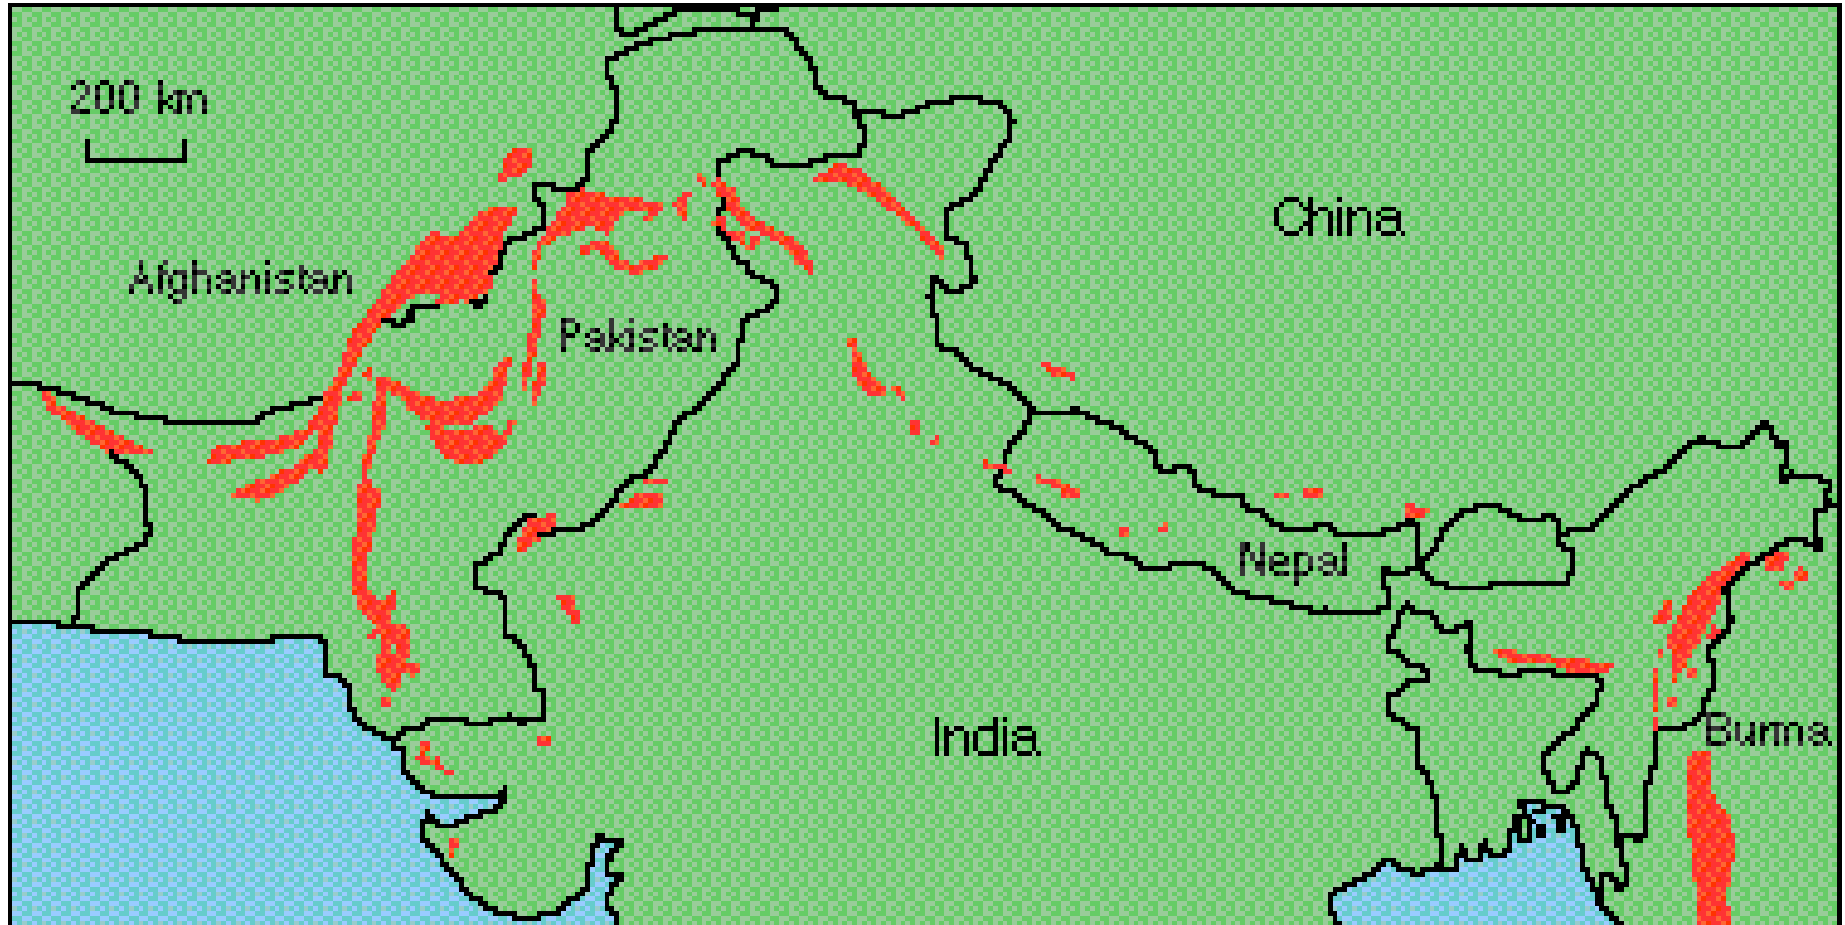 200 km
China
Afghanistan
Pakistan
Nepal
India
Burma